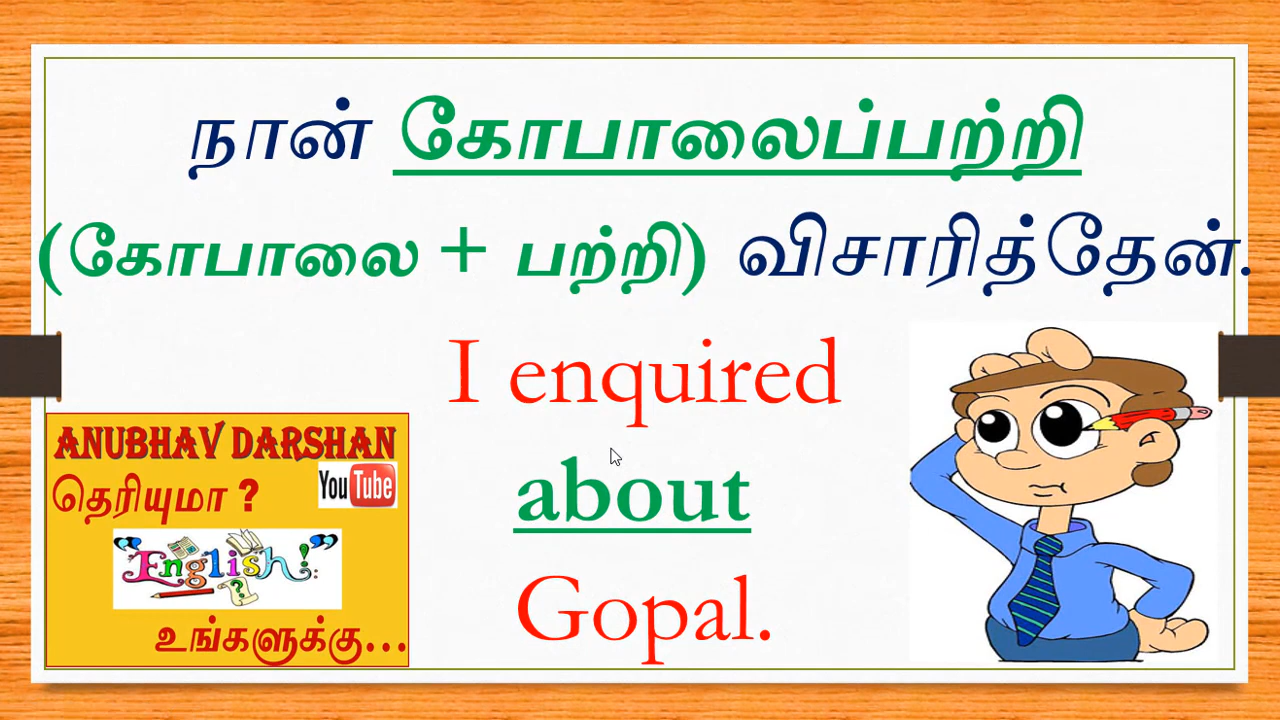 நான் கோபாலைப்பற்றி
(கோபாலை + பற்றி) விசாரித்தேன்.
I enquired
about
Gopal.
ANUBHAV DARSHAN
தெரியுமா ?
YouTube
"English!"
?
உங்களுக்கு...